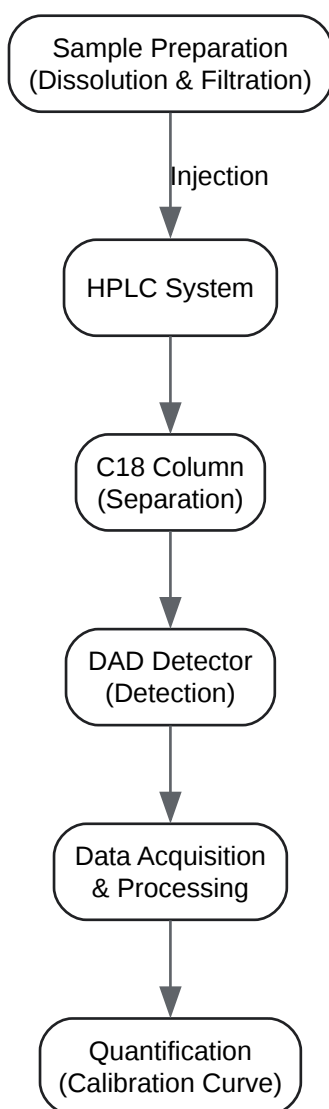 Sample Preparation
(Dissolution & Filtration)
Injection
HPLC System
C18 Column
(Separation)
DAD Detector
(Detection)
Data Acquisition
& Processing
Quantification
(Calibration Curve)